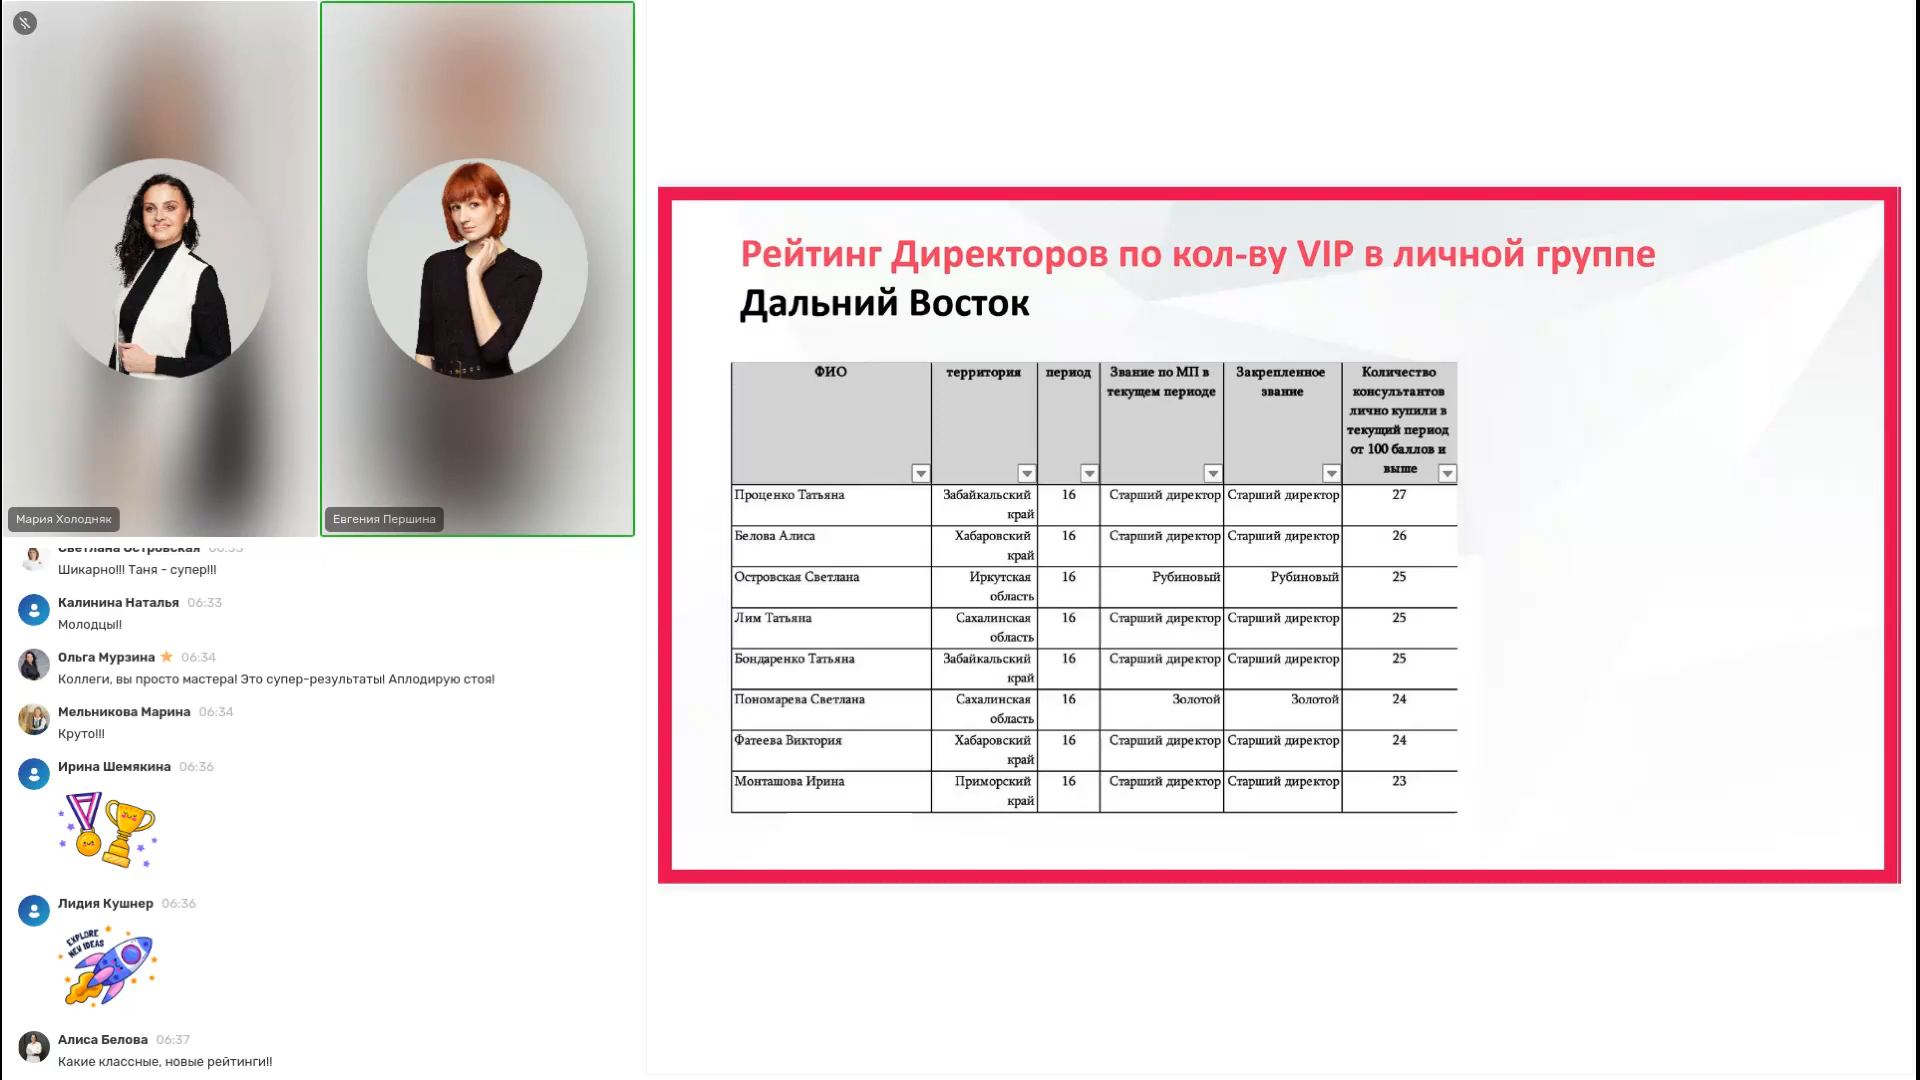 Мария Холодняк
Евгения Першина
Светлана Островская 06:33
Шикарно!!! Таня - супер!!!
Калинина Наталья 06:33
Молодцы!!
Ольга Мурзина 06:34
Коллеги, вы просто мастера! Это супер-результаты! Аплодирую стоя!
Мельникова Марина 06:34
Круто!!!
Ирина Шемякина 06:36
Лидия Кушнер 06:36
EXPLORE
NEW IDEAS
Алиса Белова 06:37
Какие классные, новые рейтинги!!
Рейтинг Директоров по кол-ву VIP в личной группе
Дальний Восток
ФИО территория период Звание по МП в текущем периоде Закрепленное звание Количество консультантов лично купили в текущий период от 100 баллов и выше
Проценко Татьяна Забайкальский край 16 Старший директор Старший директор 27
Белова Алиса Хабаровский край 16 Старший директор Старший директор 26
Островская Светлана Иркутская область 16 Рубиновый Рубиновый 25
Лим Татьяна Сахалинская область 16 Старший директор Старший директор 25
Бондаренко Татьяна Забайкальский край 16 Старший директор Старший директор 25
Пономарева Светлана Сахалинская область 16 Золотой Золотой 24
Фатеева Виктория Хабаровский край 16 Старший директор Старший директор 24
Монташова Ирина Приморский край 16 Старший директор Старший директор 23